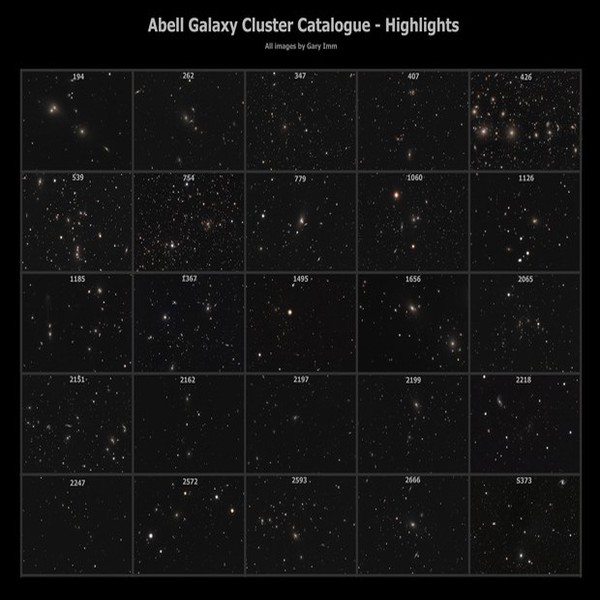 Abell Galaxy Cluster Catalogue - Highlights
All images by Gary Imm
194 262 347 407 426
539 754 779 1060 1126
1185 1367 1495 1656 2065
2151 2162 2197 2199 2218
2247 2572 2593 2666 S373